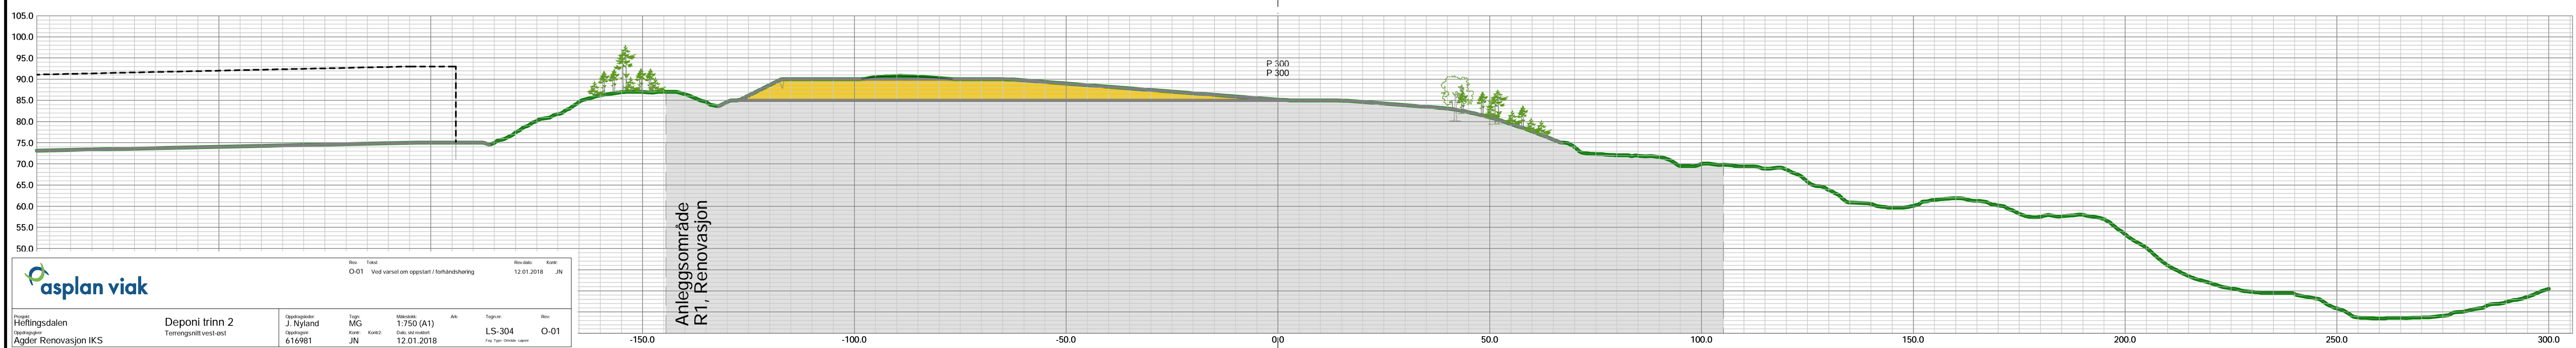 105.0
100.0
95.0
90.0
85.0
80.0
75.0
70.0
65.0
60.0
55.0
50.0
P 300
P 300
Anleggsområde
R1, Renovasjon
asplan viak
Rev. Tekst Rev.dato: Kontr:
O-01 Ved varsel om oppstart / forhåndshøring 12.01.2018 JN
Prosjekt:
Heftingsdalen
Oppdragsgiver:
Agder Renovasjon IKS
Deponi trinn 2
Terrengsnitt vest-øst
Oppdragsleder: Tegn: Målestokk: Ark: Tegn.nr: Rev:
J. Nyland MG 1:750 (A1) LS-304 O-01
Oppdragsnr: Kontr: Kontr2: Dato, sist revidert:
616981 JN 12.01.2018
-150.0 -100.0 -50.0 0.0 50.0 100.0 150.0 200.0 250.0 300.0